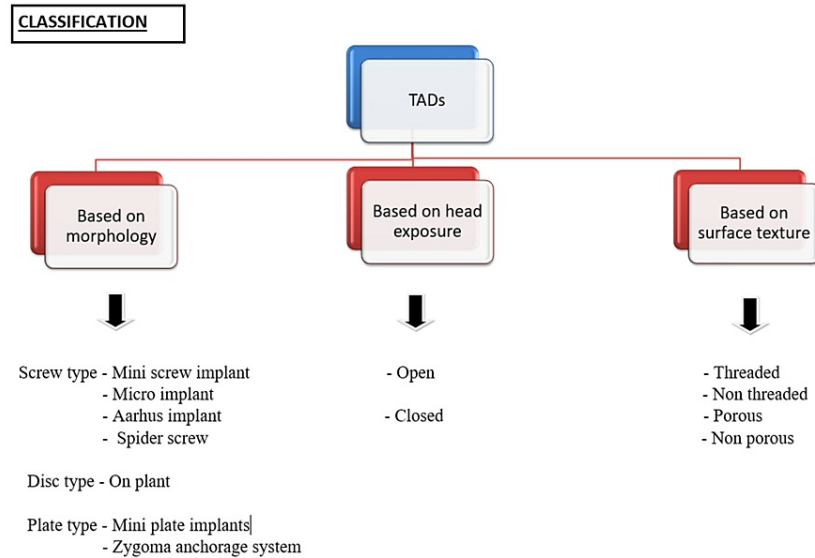 CLASSIFICATION
TADs
Based on
morphology
Based on head
exposure
Based on
surface texture
Screw type - Mini screw implant
- Micro implant
- Aarhus implant
- Spider screw
Disc type - On plant
Plate type - Mini plate implants
- Zygoma anchorage system
- Open
- Closed
- Threaded
- Non threaded
- Porous
- Non porous